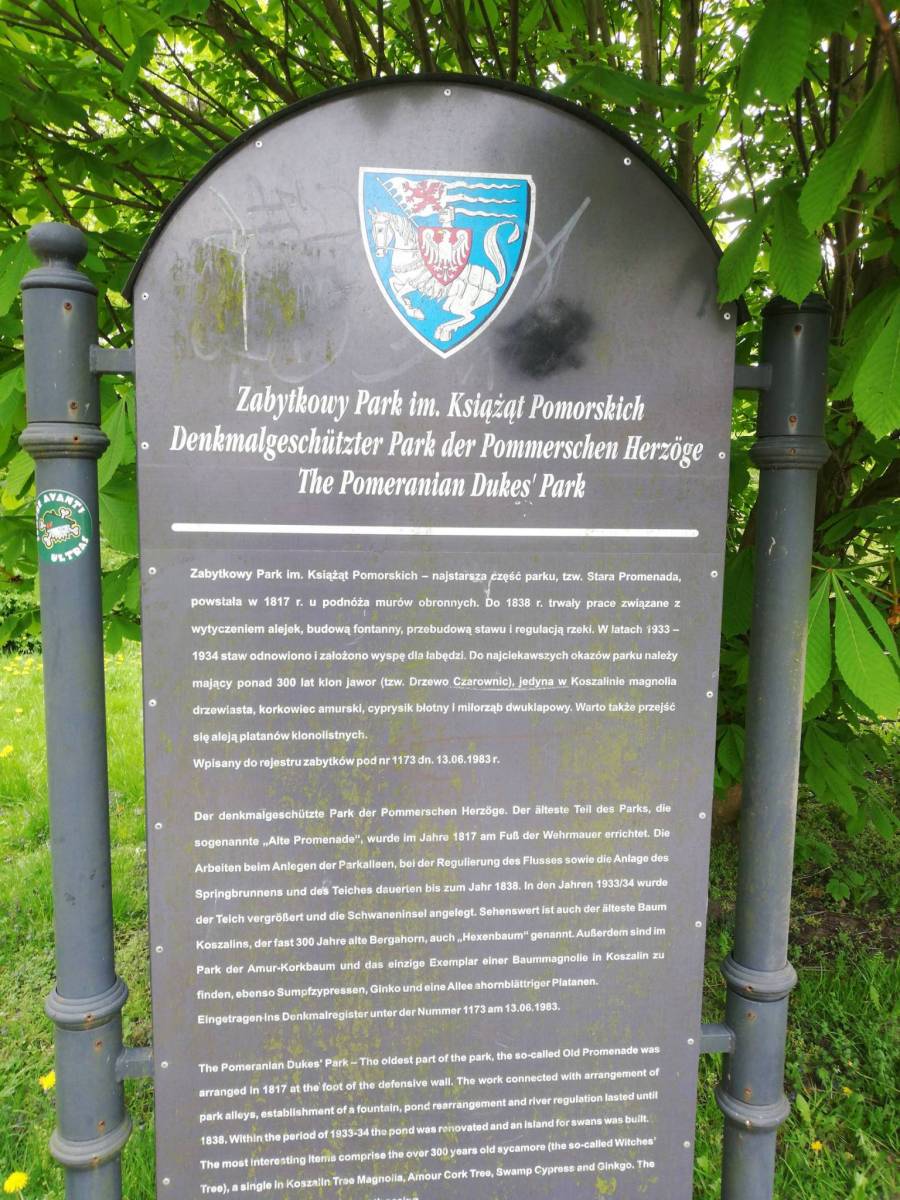 Zabytkowy Park im. Książąt Pomorskich
Denkmalgeschützter Park der Pommerschen Herzöge
The Pomeranian Dukes' Park
AVANTI
ULTRAS
Zabytkowy Park im. Książąt Pomorskich – najstarsza część parku, tzw. Stara Promenada,
powstała w 1817 r. u podnóża murów obronnych. Do 1838 r. trwały prace związane z
wytyczeniem alejek, budową fontanny, przebudową stawu i regulacją rzeki. W latach 1933 –
1934 staw odnowiono i założono wyspę dla łabędzi. Do najciekawszych okazów parku należy
mający ponad 300 lat klon jawor (tzw. Drzewo Czarownic), jedyna w Koszalinie magnolia
drzewiasta, korkowiec amurski, cyprysik błotny i miłorząb dwuklapowy. Warto także przejść
się aleją platanów klonolistnych.
Wpisany do rejestru zabytków pod nr 1173 dn. 13.06.1983 r.
Der denkmalgeschützte Park der Pommerschen Herzöge. Der älteste Teil des Parks, die
sogenannte „Alte Promenade", wurde im Jahre 1817 am Fuß der Wehrmauer errichtet. Die
Arbeiten beim Anlegen der Parkalleen, bei der Regulierung des Flusses sowie die Anlage des
Springbrunnens und des Teiches dauerten bis zum Jahr 1838. In den Jahren 1933/34 wurde
der Teich vergrößert und die Schwaneninsel angelegt. Sehenswert ist auch der älteste Baum
Koszalins, der fast 300 Jahre alte Bergahorn, auch „Hexenbaum" genannt. Außerdem sind im
Park der Amur-Korkbaum und das einzige Exemplar einer Baummagnolie in Koszalin zu
finden, ebenso Sumpfzypressen, Ginko und eine Allee ahornblättriger Platanen.
Eingetragen Ins Denkmalregister unter der Nummer 1173 am 13.06.1983.
The Pomeranian Dukes' Park – The oldest part of the park, the so-called Old Promenade was
arranged in 1817 at the foot of the defensive wall. The work connected with arrangement of
park alleys, establishment of a fountain, pond rearrangement and river regulation lasted until
1838. Within the period of 1933-34 the pond was renovated and an island for swans was built.
The most interesting items comprise the over 300 years old sycamore (the so-called Witches'
Tree), a single in Koszalin Tree Magnolia, Amour Cork Tree, Swamp Cypress and Ginkgo. The